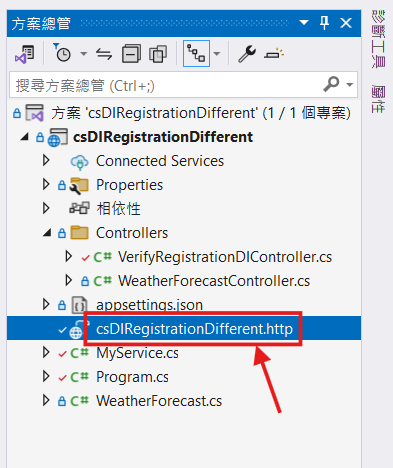 方案總管
搜尋方案總管 (Ctrl+;)
方案 'csDIRegistrationDifferent' (1 / 1 個專案)
csDIRegistrationDifferent
Connected Services
Properties
相依性
Controllers
C# VerifyRegistrationDIController.cs
C# WeatherForecastController.cs
appsettings.json
csDIRegistrationDifferent.http
C# MyService.cs
C# Program.cs
C# WeatherForecast.cs
診斷工具
屬性